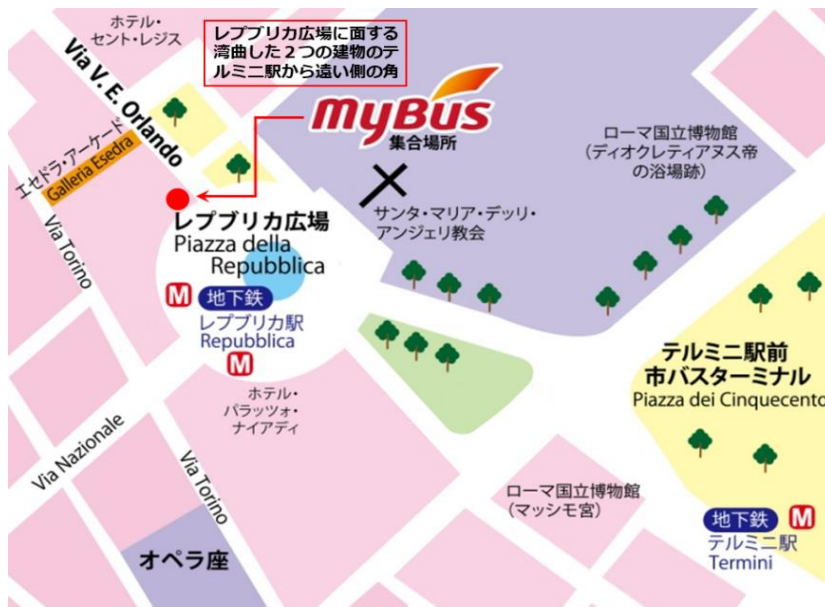 ホテル・
セント・レジス
レプブリカ広場に面する
湾曲した２つの建物のテ
ルミニ駅から遠い側の角
Via V. E. Orlando
myBus
集合場所
エセドラ・アーケード
Galleria Esedra
ローマ国立博物館
（ディオクレティアヌス帝
の浴場跡）
サンタ・マリア・デッリ・
アンジェリ教会
レプブリカ広場
Piazza della
Repubblica
Via Torino
M 地下鉄
レプブリカ駅
Repubblica
M
ホテル・
パラッツォ・
ナイアディ
テルミニ駅前
市バスターミナル
Piazza dei Cinquecento
Via Nazionale
Via Torino
オペラ座
ローマ国立博物館
（マッシモ宮）
地下鉄 M
テルミニ駅
Termini